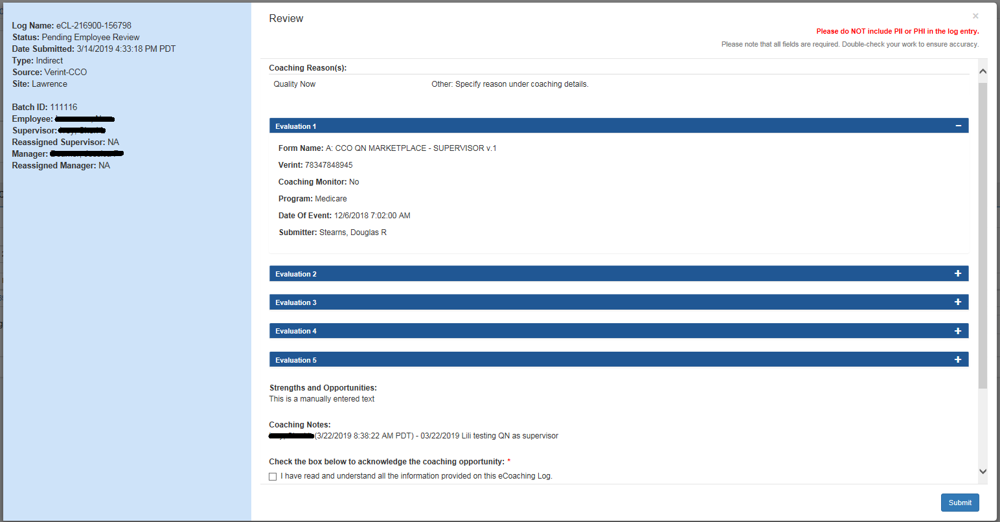 Log Name: eCL-216900-156798
Status: Pending Employee Review
Date Submitted: 3/14/2019 4:33:18 PM PDT
Type: Indirect
Source: Verint-CCO
Site: Lawrence
Batch ID: 111116
Employee:
Supervisor:
Reassigned Supervisor: NA
Manager:
Reassigned Manager: NA
Review
×
Please do NOT include PII or PHI in the log entry.
Please note that all fields are required. Double-check your work to ensure accuracy.
Coaching Reason(s):
Quality Now Other: Specify reason under coaching details.
Evaluation 1
Form Name: A: CCO QN MARKETPLACE - SUPERVISOR v.1
Verint: 78347848945
Coaching Monitor: No
Program: Medicare
Date Of Event: 12/6/2018 7:02:00 AM
Submitter: Stearns, Douglas R
Evaluation 2
Evaluation 3
Evaluation 4
Evaluation 5
Strengths and Opportunities:
This is a manually entered text
Coaching Notes:
(3/22/2019 8:38:22 AM PDT) - 03/22/2019 Lili testing QN as supervisor
Check the box below to acknowledge the coaching opportunity: *
I have read and understand all the information provided on this eCoaching Log.
Submit